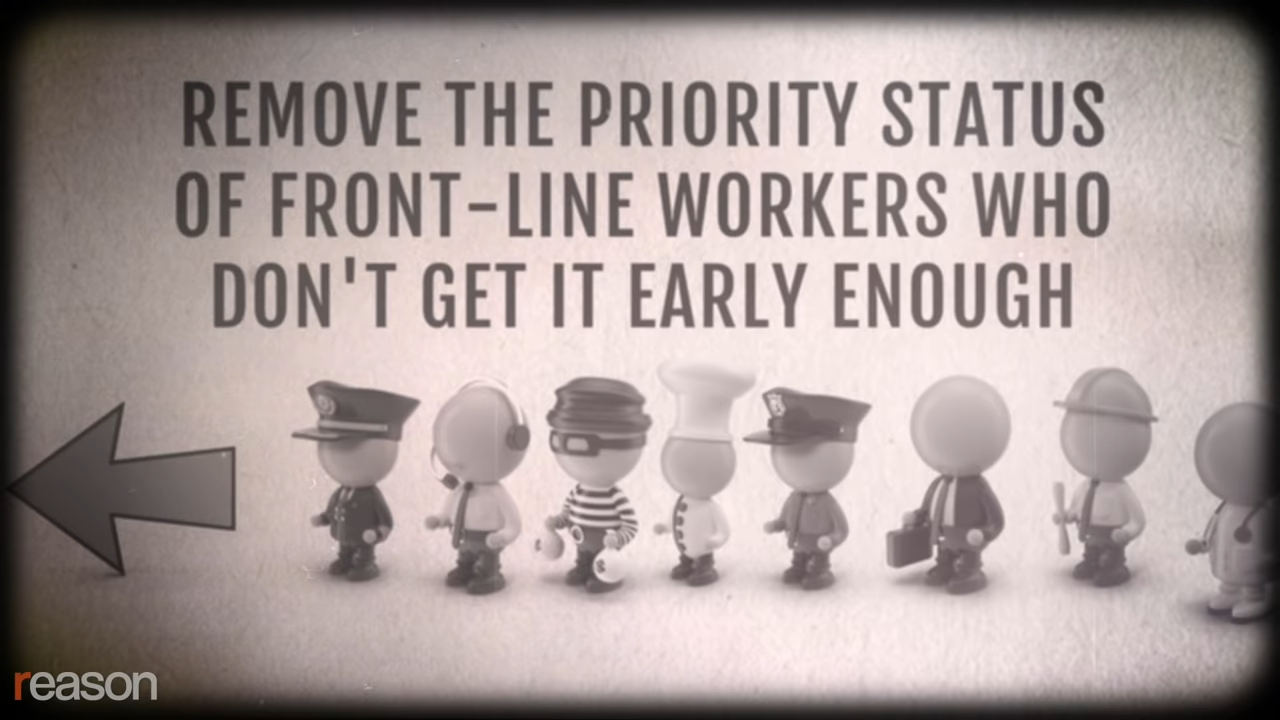 REMOVE THE PRIORITY STATUS
OF FRONT-LINE WORKERS WHO
DON'T GET IT EARLY ENOUGH
$
reason